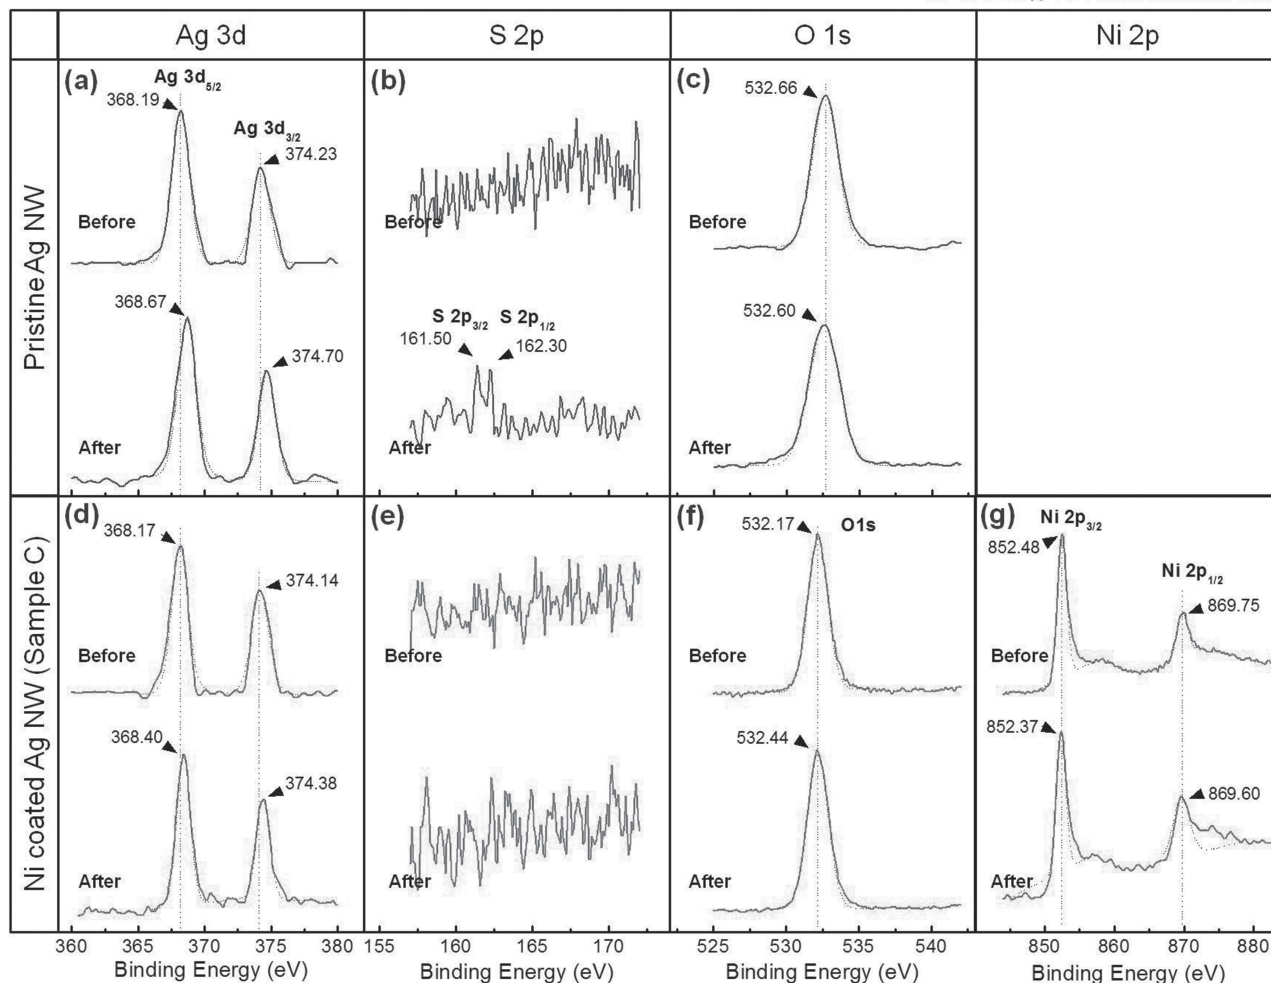 Ag 3d
S 2p
O 1s
Ni 2p
Pristine Ag NW
(a)
Ag 3d5/2
368.19
Ag 3d3/2
374.23
Before
368.67
374.70
After
(b)
Before
S 2p3/2 S 2p1/2
161.50
162.30
After
(c)
532.66
Before
532.60
After
Ni coated Ag NW (Sample C)
(d)
368.17
374.14
Before
368.40
374.38
After
360 365 370 375 380
Binding Energy (eV)
(e)
Before
After
155 160 165 170
Binding Energy (eV)
(f)
532.17
O1s
Before
532.44
After
525 530 535 540
Binding Energy (eV)
(g)
Ni 2p3/2
852.48
Ni 2p1/2
869.75
Before
852.37
869.60
After
850 860 870 880
Binding Energy (eV)